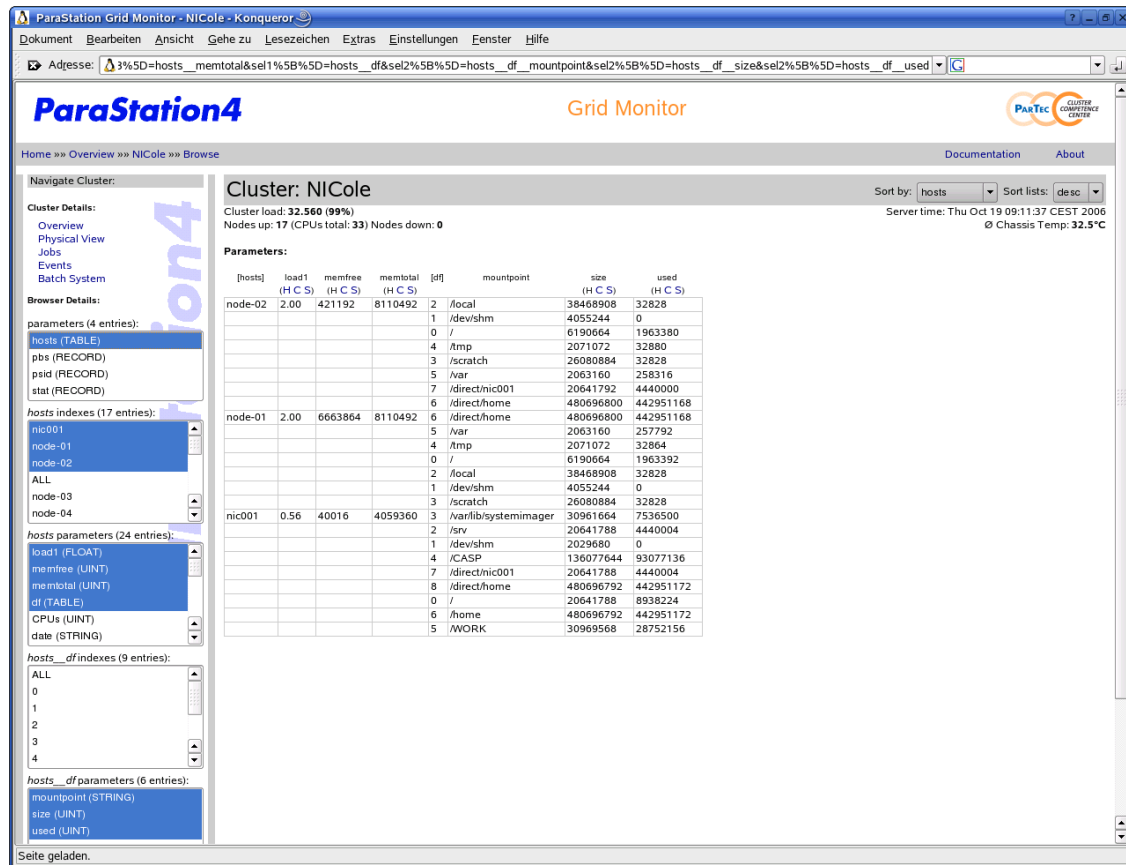 ParaStation Grid Monitor - NICole - Konqueror
Dokument Bearbeiten Ansicht Gehe zu Lesezeichen Extras Einstellungen Fenster Hilfe
Adresse: 3%5D=hosts__memtotal&sel1%5B%5D=hosts__df&sel2%5B%5D=hosts__df__mountpoint&sel2%5B%5D=hosts__df__size&sel2%5B%5D=hosts__df__used
ParaStation4 Grid Monitor PARTEC CLUSTER COMPETENCE CENTER
Home »» Overview »» NICole »» Browse Documentation About
Navigate Cluster:
Cluster Details:
Overview
Physical View
Jobs
Events
Batch System
Browser Details:
parameters (4 entries):
hosts (TABLE)
pbs (RECORD)
psid (RECORD)
stat (RECORD)
hosts indexes (17 entries):
nic001
node-01
node-02
ALL
node-03
node-04
hosts parameters (24 entries):
load1 (FLOAT)
memfree (UINT)
memtotal (UINT)
df (TABLE)
CPUs (UINT)
date (STRING)
hosts__df indexes (9 entries):
ALL
0
1
2
3
4
hosts__df parameters (6 entries):
mountpoint (STRING)
size (UINT)
used (UINT)
Cluster: NICole Sort by: hosts Sort lists: desc
Cluster load: 32.560 (99%) Server time: Thu Oct 19 09:11:37 CEST 2006
Nodes up: 17 (CPUs total: 33) Nodes down: 0 Ø Chassis Temp: 32.5°C
Parameters:
[hosts] load1 memfree memtotal [df] mountpoint size used
(H C S) (H C S) (H C S) (H C S) (H C S)
node-02 2.00 421192 8110492 2 /local 38468908 32828
1 /dev/shm 4055244 0
0 / 6190664 1963380
4 /tmp 2071072 32880
3 /scratch 26080884 32828
5 /var 2063160 258316
7 /direct/nic001 20641792 4440000
6 /direct/home 480696800 442951168
node-01 2.00 6663864 8110492 6 /direct/home 480696800 442951168
5 /var 2063160 257792
4 /tmp 2071072 32864
0 / 6190664 1963392
2 /local 38468908 32828
1 /dev/shm 4055244 0
3 /scratch 26080884 32828
nic001 0.56 40016 4059360 3 /var/lib/systemimager 30961664 7536500
2 /srv 20641788 4440004
1 /dev/shm 2029680 0
4 /CASP 136077644 93077136
7 /direct/nic001 20641788 4440004
8 /direct/home 480696792 442951172
0 / 20641788 8938224
6 /home 480696792 442951172
5 /WORK 30969568 28752156
Seite geladen.